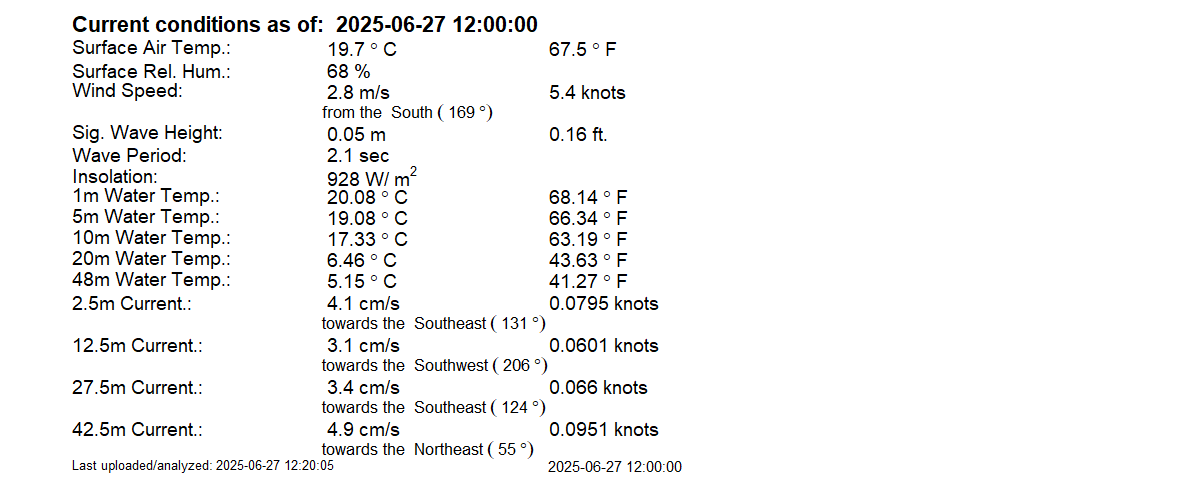 Current conditions as of: 2025-06-27 12:00:00
Surface Air Temp.: 19.7 ° C 67.5 ° F
Surface Rel. Hum.: 68 %
Wind Speed: 2.8 m/s 5.4 knots
from the South ( 169 °)
Sig. Wave Height: 0.05 m 0.16 ft.
Wave Period: 2.1 sec
Insolation: 928 W/ m²
1m Water Temp.: 20.08 ° C 68.14 ° F
5m Water Temp.: 19.08 ° C 66.34 ° F
10m Water Temp.: 17.33 ° C 63.19 ° F
20m Water Temp.: 6.46 ° C 43.63 ° F
48m Water Temp.: 5.15 ° C 41.27 ° F
2.5m Current.: 4.1 cm/s 0.0795 knots
towards the Southeast ( 131 °)
12.5m Current.: 3.1 cm/s 0.0601 knots
towards the Southwest ( 206 °)
27.5m Current.: 3.4 cm/s 0.066 knots
towards the Southeast ( 124 °)
42.5m Current.: 4.9 cm/s 0.0951 knots
towards the Northeast ( 55 °)
Last uploaded/analyzed: 2025-06-27 12:20:05 2025-06-27 12:00:00